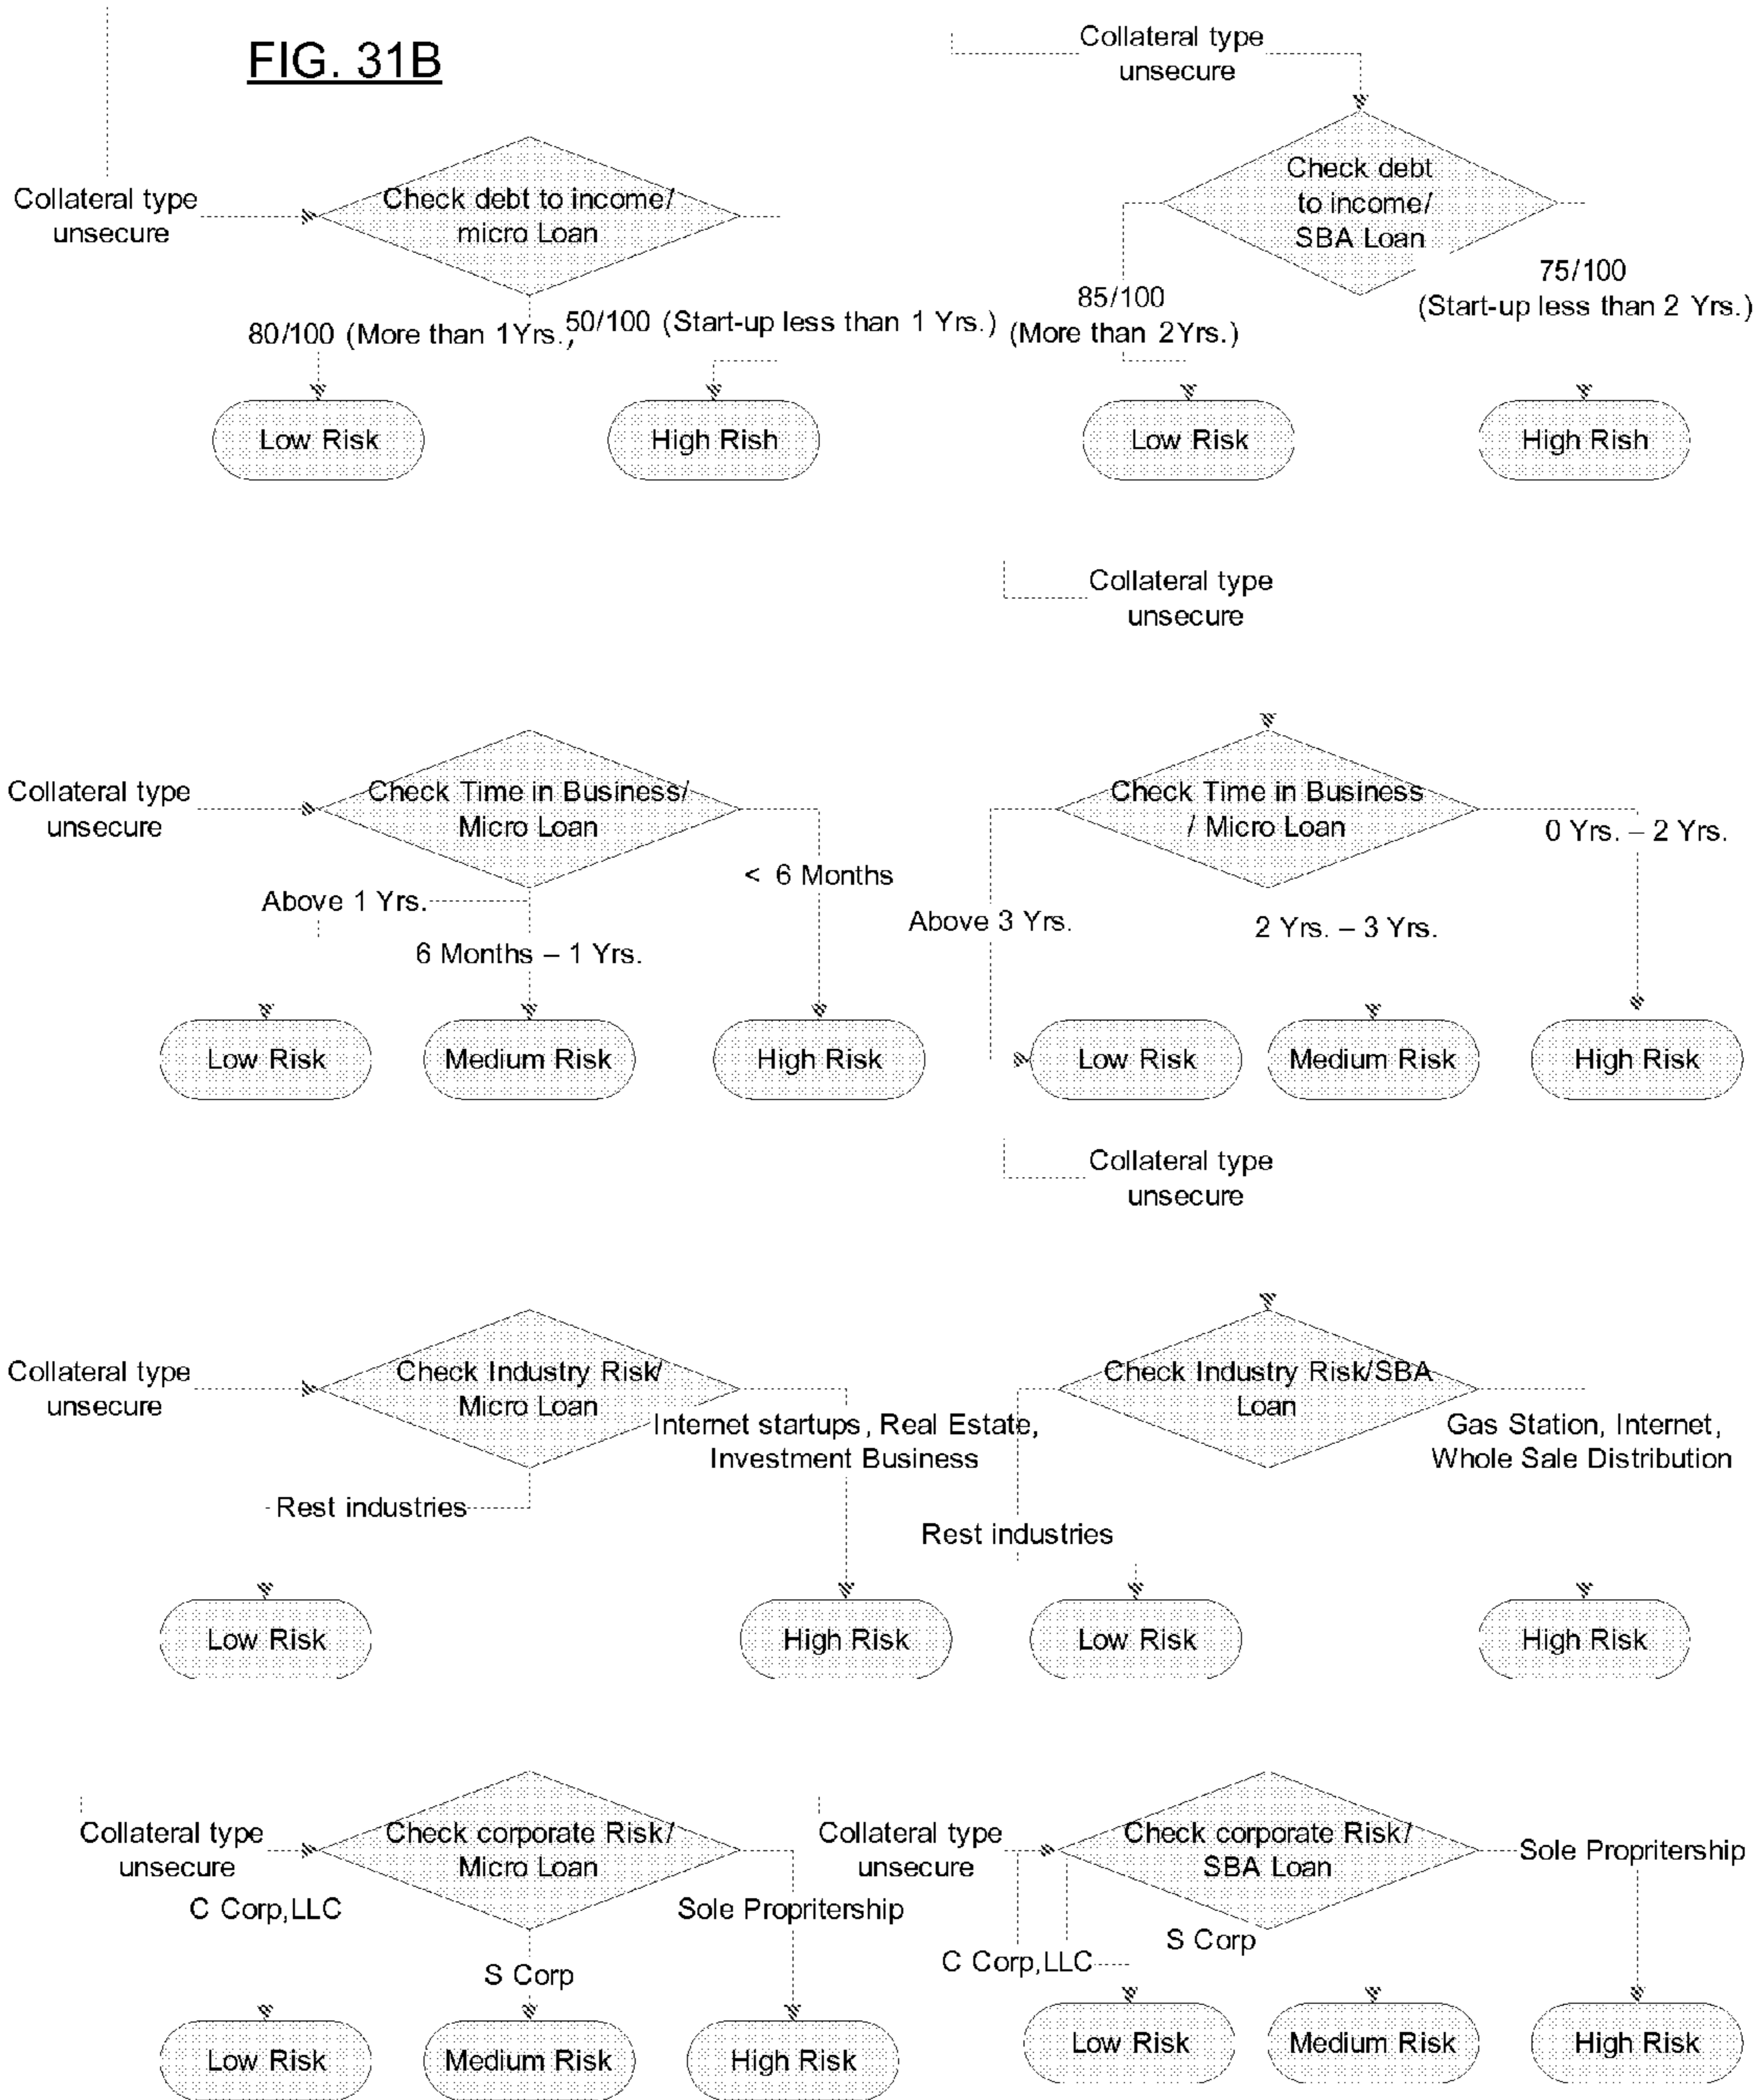 FIG. 31B
Collateral type
unsecure
Check debt to income/
micro Loan
80/100 (More than 1Yrs.,
50/100 (Start-up less than 1 Yrs.)
Low Risk
High Rish
Collateral type
unsecure
Check debt
to income/
SBA Loan
85/100
(More than 2Yrs.)
75/100
(Start-up less than 2 Yrs.)
Low Risk
High Rish
Collateral type
unsecure
Check Time in Business/
Micro Loan
Above 1 Yrs.
6 Months – 1 Yrs.
< 6 Months
Low Risk
Medium Risk
High Risk
Collateral type
unsecure
Check Time in Business
/ Micro Loan
Above 3 Yrs.
2 Yrs. – 3 Yrs.
0 Yrs. – 2 Yrs.
Low Risk
Medium Risk
High Risk
Collateral type
unsecure
Check Industry Risk/
Micro Loan
Internet startups, Real Estate,
Investment Business
Rest industries
Low Risk
High Risk
Collateral type
unsecure
Check Industry Risk/SBA
Loan
Gas Station, Internet,
Whole Sale Distribution
Rest industries
Low Risk
High Risk
Collateral type
unsecure
Check corporate Risk/
Micro Loan
C Corp,LLC
S Corp
Sole Propritership
Low Risk
Medium Risk
High Risk
Collateral type
unsecure
Check corporate Risk/
SBA Loan
Sole Propritership
S Corp
C Corp,LLC
Low Risk
Medium Risk
High Risk